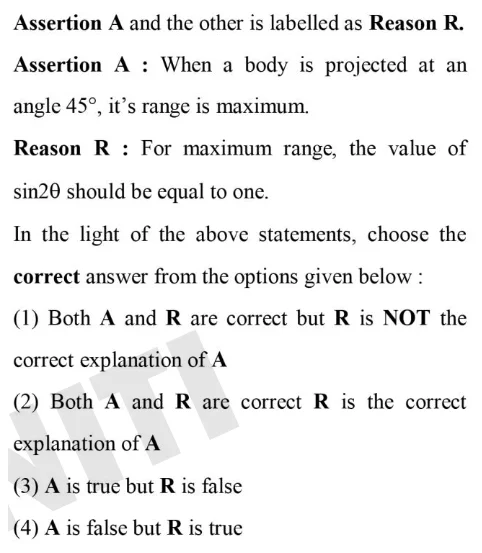 Assertion A and the other is labelled as Reason R.
Assertion A : When a body is projected at an
angle 45°, it's range is maximum.
Reason R : For maximum range, the value of
sin2θ should be equal to one.
In the light of the above statements, choose the
correct answer from the options given below :
(1) Both A and R are correct but R is NOT the
correct explanation of A
(2) Both A and R are correct R is the correct
explanation of A
(3) A is true but R is false
(4) A is false but R is true